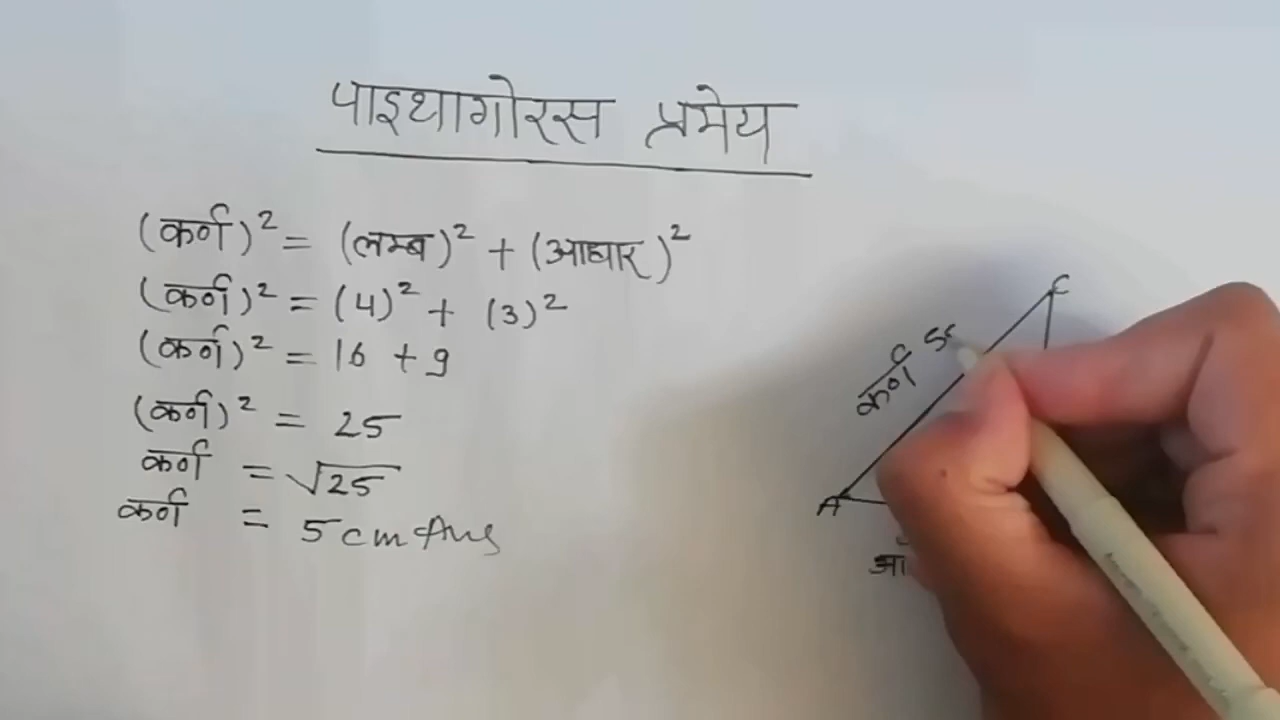 पाइथागोरस प्रमेय
(कर्ण)² = (लम्ब)² + (आधार)²
(कर्ण)² = (4)² + (3)²
(कर्ण)² = 16 + 9
(कर्ण)² = 25
कर्ण = √25
कर्ण = 5 cm Ans
C
कर्ण 5c
A
आ